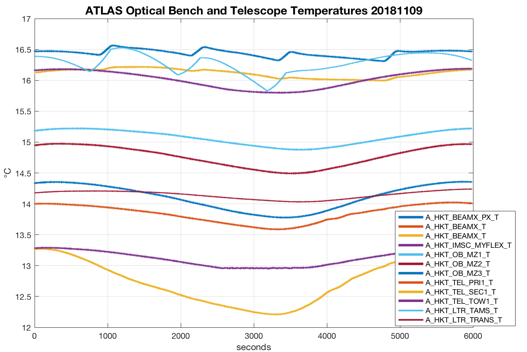 ATLAS Optical Bench and Telescope Temperatures 20181109
17
16.5
16
15.5
15
14.5
14
13.5
13
12.5
12
°C
0
1000
2000
3000
4000
5000
6000
seconds
A_HKT_BEAMX_PX_T
A_HKT_BEAMX_T
A_HKT_BEAMX_T
A_HKT_IMSC_MYFLEX_T
A_HKT_OB_MZ1_T
A_HKT_OB_MZ2_T
A_HKT_OB_MZ3_T
A_HKT_TEL_PRI1_T
A_HKT_TEL_SEC1_T
A_HKT_TEL_TOW1_T
A_HKT_LTR_TAMS_T
A_HKT_LTR_TRANS_T